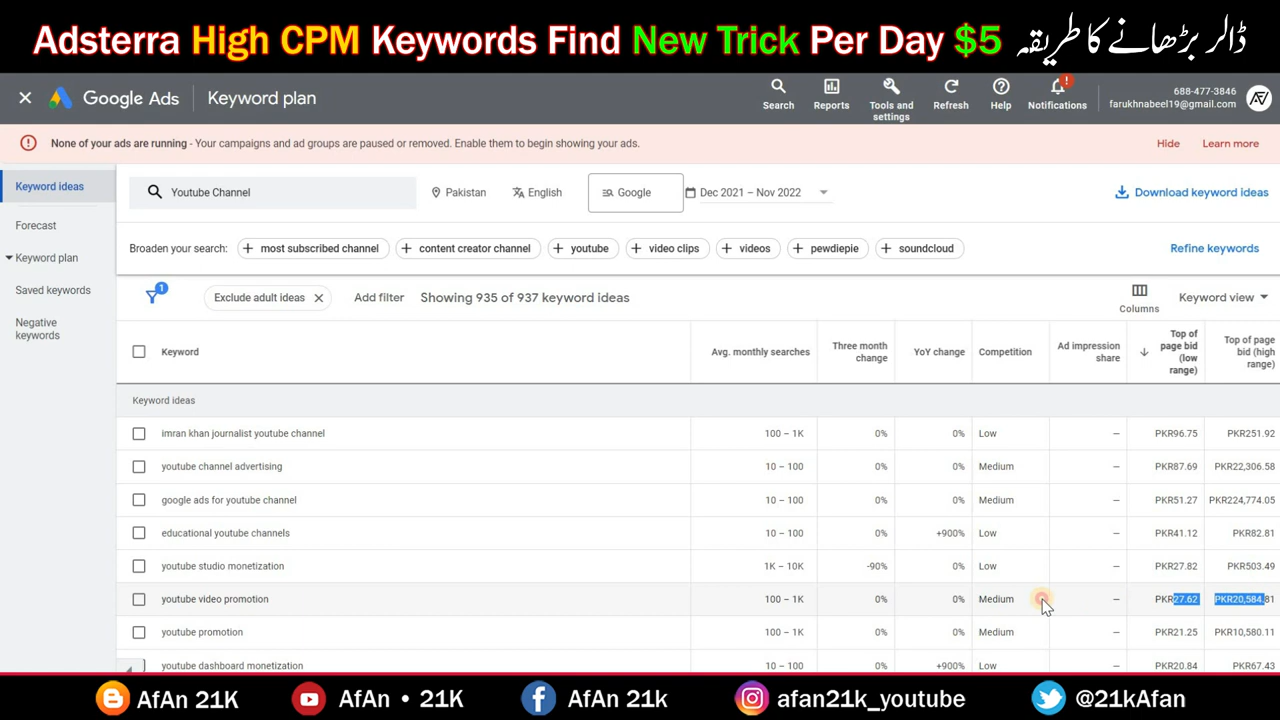 Adsterra High CPM Keywords Find New Trick Per Day $5 ڈالر بڑھانے کا طریقہ
Google Ads
Keyword plan
Search
Reports
Tools and settings
Refresh
Help
Notifications
688-477-3846
farukhnabeel19@gmail.com
None of your ads are running - Your campaigns and ad groups are paused or removed. Enable them to begin showing your ads.
Hide
Learn more
Keyword ideas
Forecast
Keyword plan
Saved keywords
Negative keywords
Youtube Channel
Pakistan
English
Google
Dec 2021 – Nov 2022
Download keyword ideas
Broaden your search:
most subscribed channel
content creator channel
youtube
video clips
videos
pewdiepie
soundcloud
Refine keywords
1
Exclude adult ideas
Add filter
Showing 935 of 937 keyword ideas
Columns
Keyword view
Keyword
Avg. monthly searches
Three month change
YoY change
Competition
Ad impression share
Top of page bid (low range)
Top of page bid (high range)
Keyword ideas
imran khan journalist youtube channel 100 – 1K 0% 0% Low — PKR96.75 PKR251.92
youtube channel advertising 10 – 100 0% 0% Medium — PKR87.69 PKR22,306.58
google ads for youtube channel 10 – 100 0% 0% Medium — PKR51.27 PKR224,774.05
educational youtube channels 10 – 100 0% +900% Low — PKR41.12 PKR82.81
youtube studio monetization 1K – 10K -90% 0% Low — PKR27.82 PKR503.49
youtube video promotion 100 – 1K 0% 0% Medium — PKR27.62 PKR20,584.81
youtube promotion 100 – 1K 0% 0% Medium — PKR21.25 PKR10,580.11
youtube dashboard monetization 10 – 100 0% +900% Low — PKR20.84 PKR67.43
AfAn 21K
AfAn • 21K
AfAn 21k
afan21k_youtube
@21kAfan